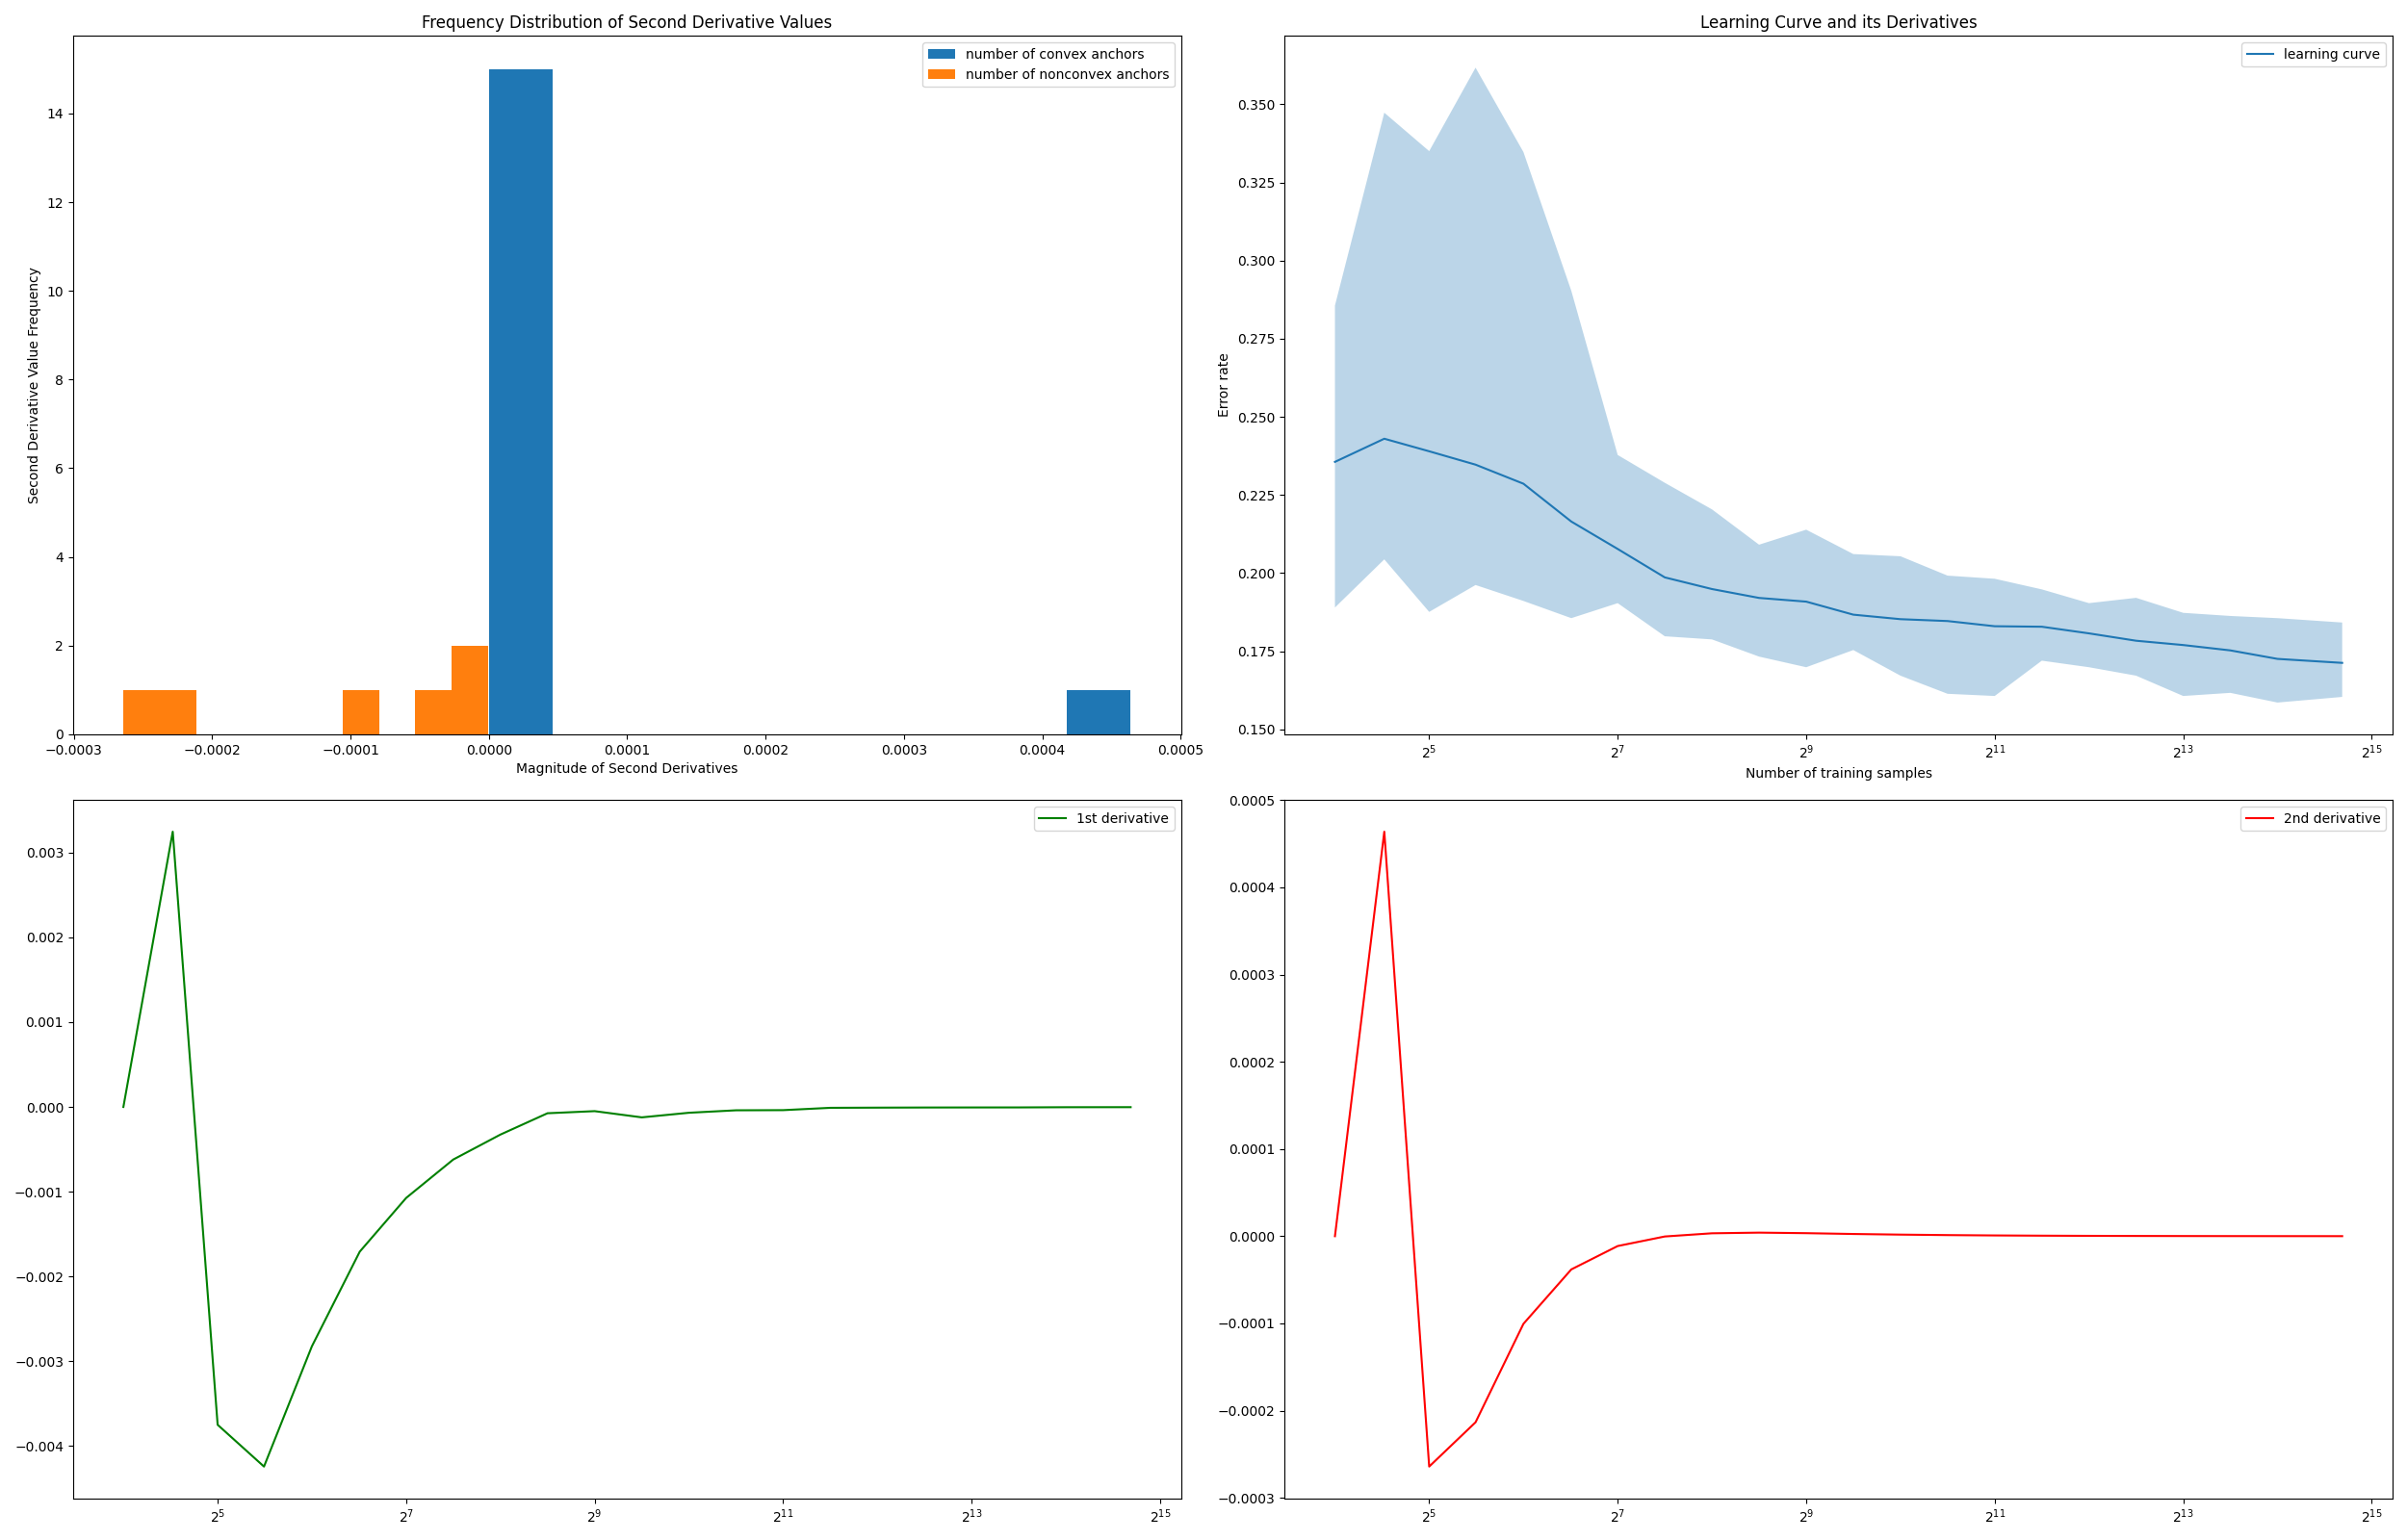 Frequency Distribution of Second Derivative Values
number of convex anchors
number of nonconvex anchors
Second Derivative Value Frequency
14
12
10
8
6
4
2
0
−0.0003 −0.0002 −0.0001 0.0000 0.0001 0.0002 0.0003 0.0004 0.0005
Magnitude of Second Derivatives
Learning Curve and its Derivatives
learning curve
Error rate
0.350
0.325
0.300
0.275
0.250
0.225
0.200
0.175
0.150
2^5 2^7 2^9 2^11 2^13 2^15
Number of training samples
1st derivative
0.003
0.002
0.001
0.000
−0.001
−0.002
−0.003
−0.004
2^5 2^7 2^9 2^11 2^13 2^15
2nd derivative
0.0005
0.0004
0.0003
0.0002
0.0001
0.0000
−0.0001
−0.0002
−0.0003
2^5 2^7 2^9 2^11 2^13 2^15